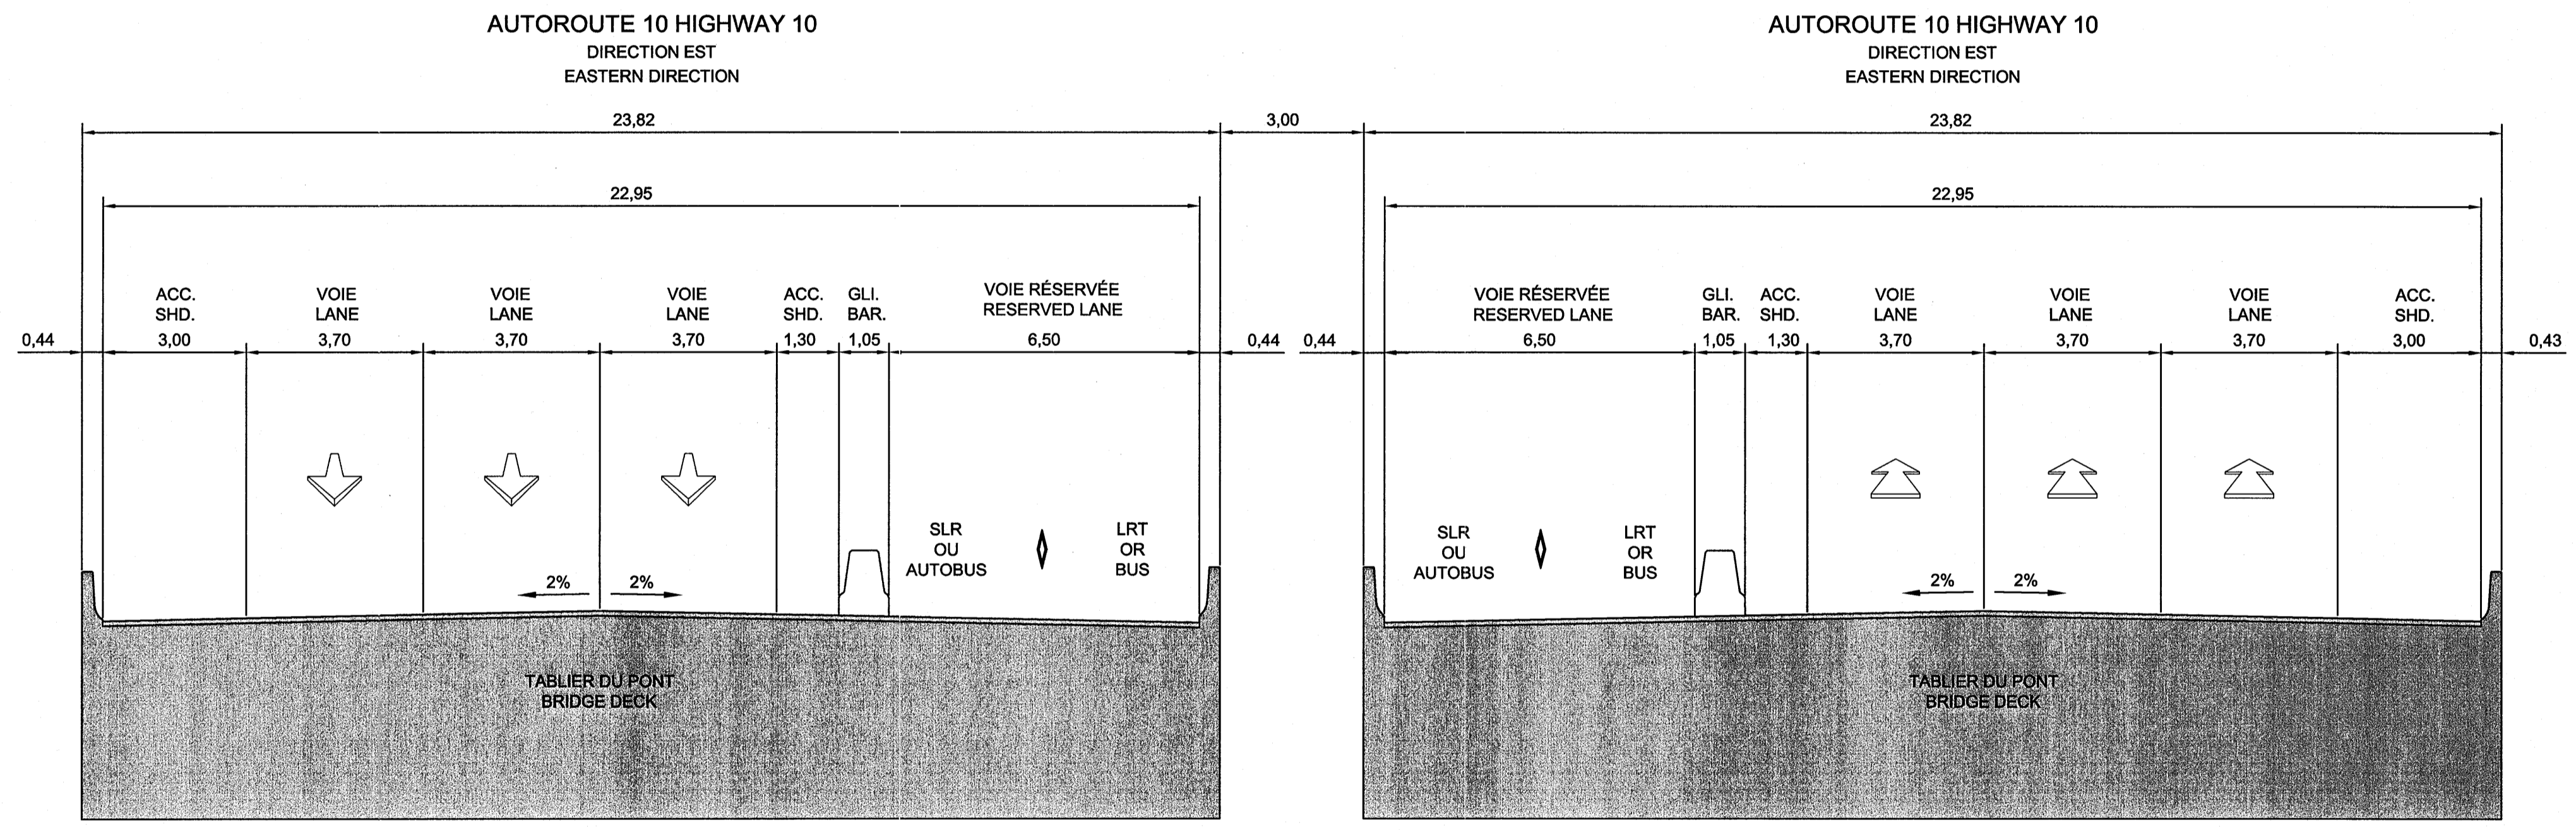 AUTOROUTE 10 HIGHWAY 10
DIRECTION EST
EASTERN DIRECTION
AUTOROUTE 10 HIGHWAY 10
DIRECTION EST
EASTERN DIRECTION
23,82
3,00
23,82
22,95
22,95
ACC.
SHD.
VOIE
LANE
VOIE
LANE
VOIE
LANE
ACC.
SHD.
GLI.
BAR.
VOIE RÉSERVÉE
RESERVED LANE
VOIE RÉSERVÉE
RESERVED LANE
GLI.
BAR.
ACC.
SHD.
VOIE
LANE
VOIE
LANE
VOIE
LANE
ACC.
SHD.
0,44 3,00 3,70 3,70 3,70 1,30 1,05 6,50 0,44 0,44 6,50 1,05 1,30 3,70 3,70 3,70 3,00 0,43
SLR
OU
AUTOBUS
LRT
OR
BUS
SLR
OU
AUTOBUS
LRT
OR
BUS
2% 2%
2% 2%
TABLIER DU PONT
BRIDGE DECK
TABLIER DU PONT
BRIDGE DECK